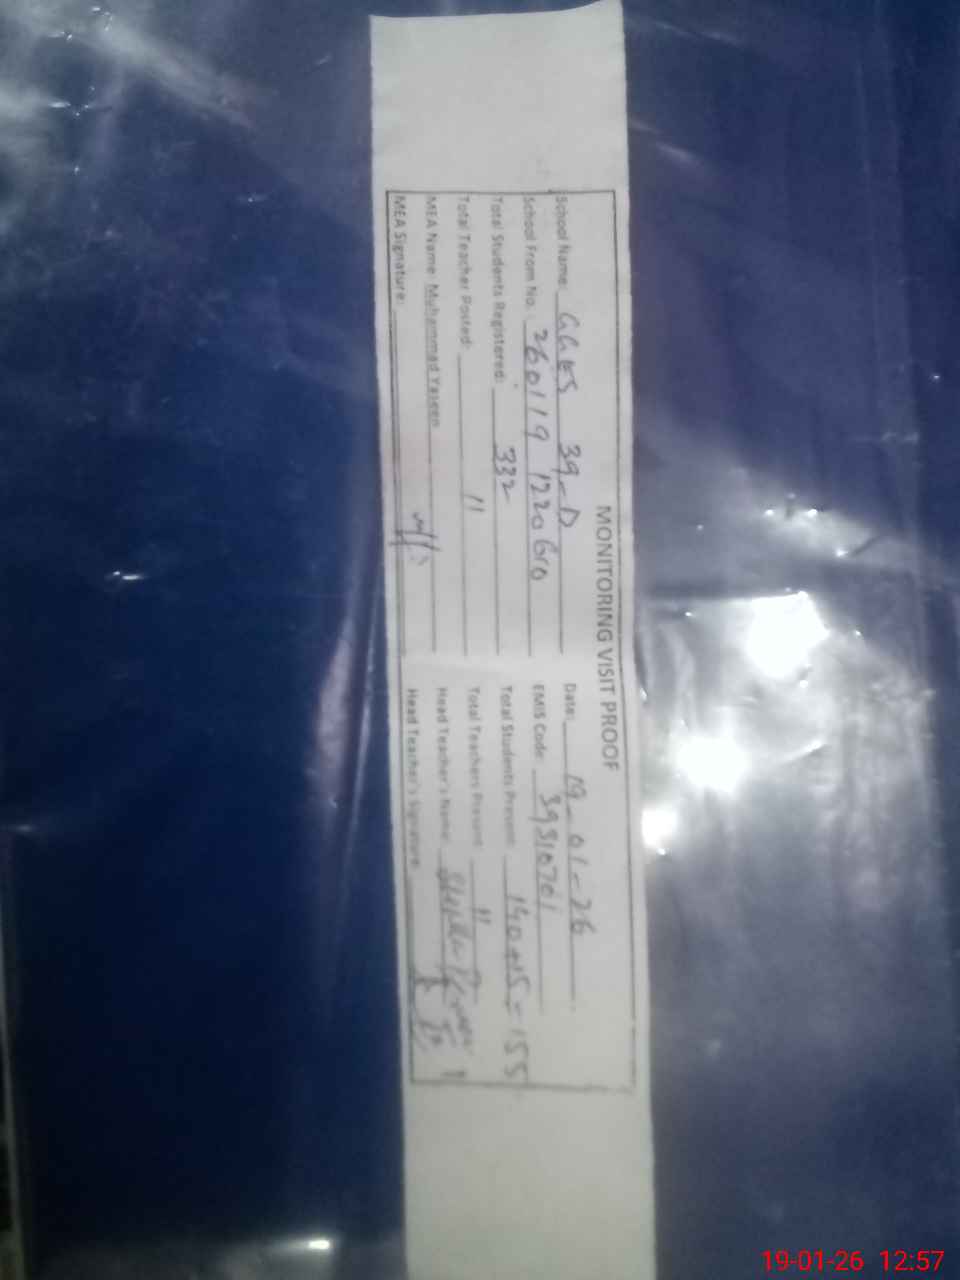 MONITORING VISIT PROOF
School Name: GGES 39-D Date: 19-01-26
School From No. 260119 1220 EMIS Code: 39310701
Total Students Registered: 332 Total Students Present: 140+15=155
Total Teacher Posted: 11 Total Teachers Present 11
MEA Name: Muhammad Yaseen Head Teacher's Name:
MEA Signature: Head Teacher's Signature:
19-01-26 12:57